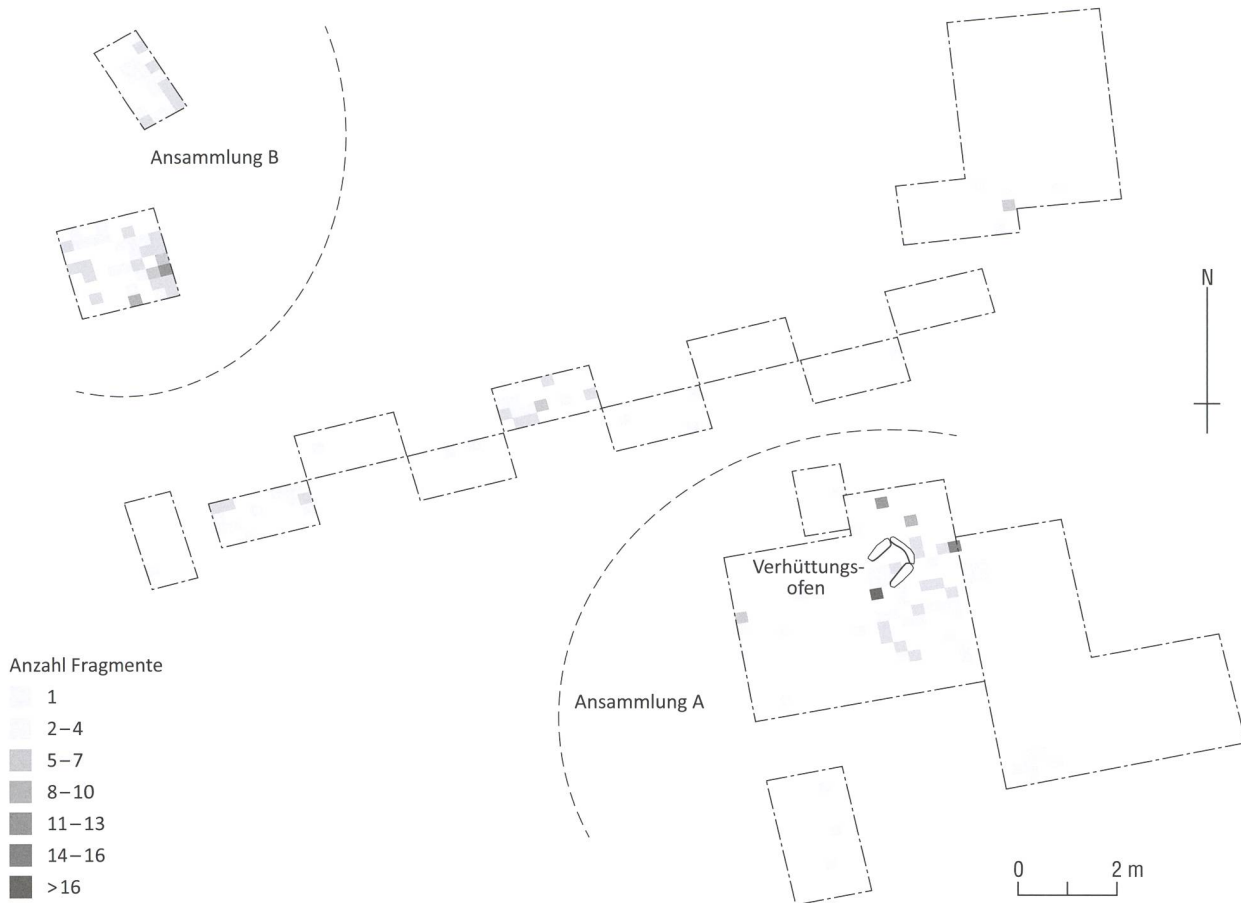 Ansammlung B
N
Verhüttungs-
ofen
Ansammlung A
Anzahl Fragmente
1
2–4
5–7
8–10
11–13
14–16
>16
0 2 m